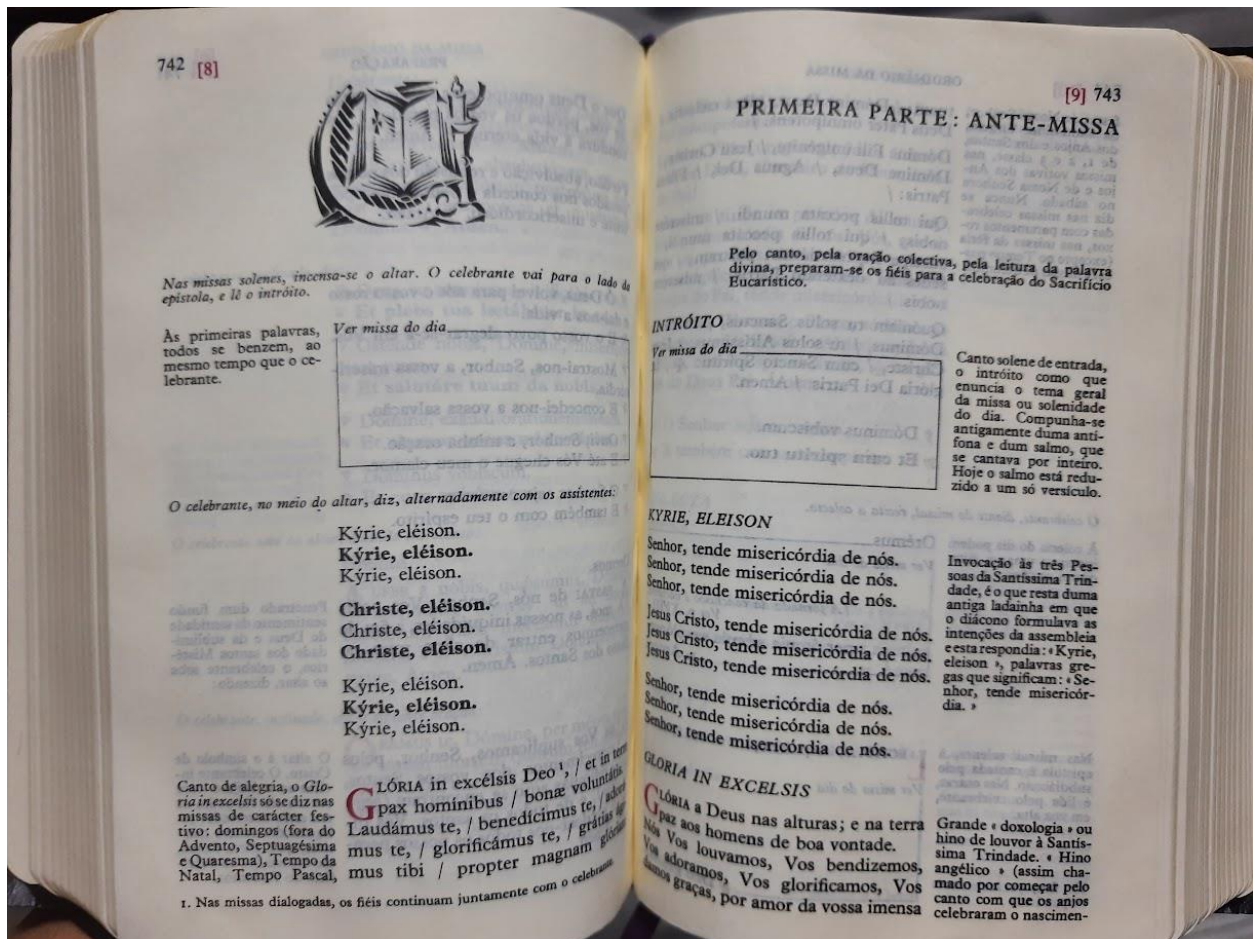 742 [8]
Nas missas solenes, incensa-se o altar. O celebrante vai para o lado da
epístola, e lê o intróito.
Às primeiras palavras,
todos se benzem, ao
mesmo tempo que o ce-
lebrante.
Ver missa do dia
O celebrante, no meio do altar, diz, alternadamente com os assistentes:
Kýrie, eléison.
Kýrie, eléison.
Kýrie, eléison.
Christe, eléison.
Christe, eléison.
Christe, eléison.
Kýrie, eléison.
Kýrie, eléison.
Kýrie, eléison.
Canto de alegria, o Glo-
ria in excelsis só se diz nas
missas de carácter fes-
tivo: domingos (fora do
Advento, Septuagésima
e Quaresma), Tempo da
Natal, Tempo Pascal,
GLÓRIA in excélsis Deo¹, / et in terra
pax homínibus / bonæ voluntátis.
Laudámus te, / benedícimus te, / adorá
mus te, / glorificámus te, / grátias ági
mus tibi / propter magnam glóriam
1. Nas missas dialogadas, os fiéis continuam juntamente com o celebrante.
[9] 743
PRIMEIRA PARTE: ANTE-MISSA
Pelo canto, pela oração colectiva, pela leitura da palavra
divina, preparam-se os fiéis para a celebração do Sacrifício
Eucarístico.
INTRÓITO
Ver missa do dia
Canto solene de entrada,
o intróito como que
enuncia o tema geral
da missa ou solenidade
do dia. Compunha-se
antigamente duma antí-
fona e dum salmo, que
se cantava por inteiro.
Hoje o salmo está redu-
zido a um só versículo.
KYRIE, ELEISON
Senhor, tende misericórdia de nós.
Senhor, tende misericórdia de nós.
Senhor, tende misericórdia de nós.
Jesus Cristo, tende misericórdia de nós.
Jesus Cristo, tende misericórdia de nós.
Jesus Cristo, tende misericórdia de nós.
Senhor, tende misericórdia de nós.
Senhor, tende misericórdia de nós.
Senhor, tende misericórdia de nós.
Invocação às três Pes-
soas da Santíssima Trin-
dade, é o que resta duma
antiga ladainha em que
o diácono formulava as
intenções da assembleia
e esta respondia: « Kyrie,
eleison », palavras gre-
gas que significam: « Se-
nhor, tende misericór-
dia. »
GLORIA IN EXCELSIS
GLÓRIA a Deus nas alturas; e na terra
paz aos homens de boa vontade.
Nós Vos louvamos, Vos bendizemos,
Vos adoramos, Vos glorificamos, Vos
damos graças, por amor da vossa imensa
Grande « doxologia » ou
hino de louvor à Santís-
sima Trindade. « Hino
angélico » (assim cha-
mado por começar pelo
canto com que os anjos
celebraram o nascimen-